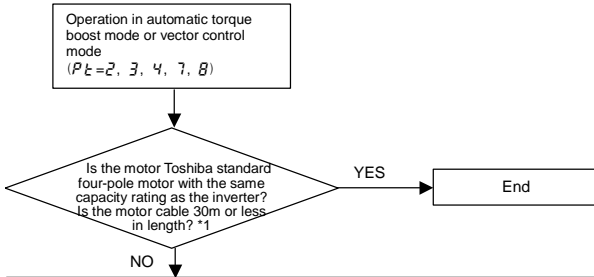 Operation in automatic torque
boost mode or vector control
mode
(Pt=2, 3, 4, 7, 8)
Is the motor Toshiba standard
four-pole motor with the same
capacity rating as the inverter?
Is the motor cable 30m or less
in length? *1
YES
End
NO